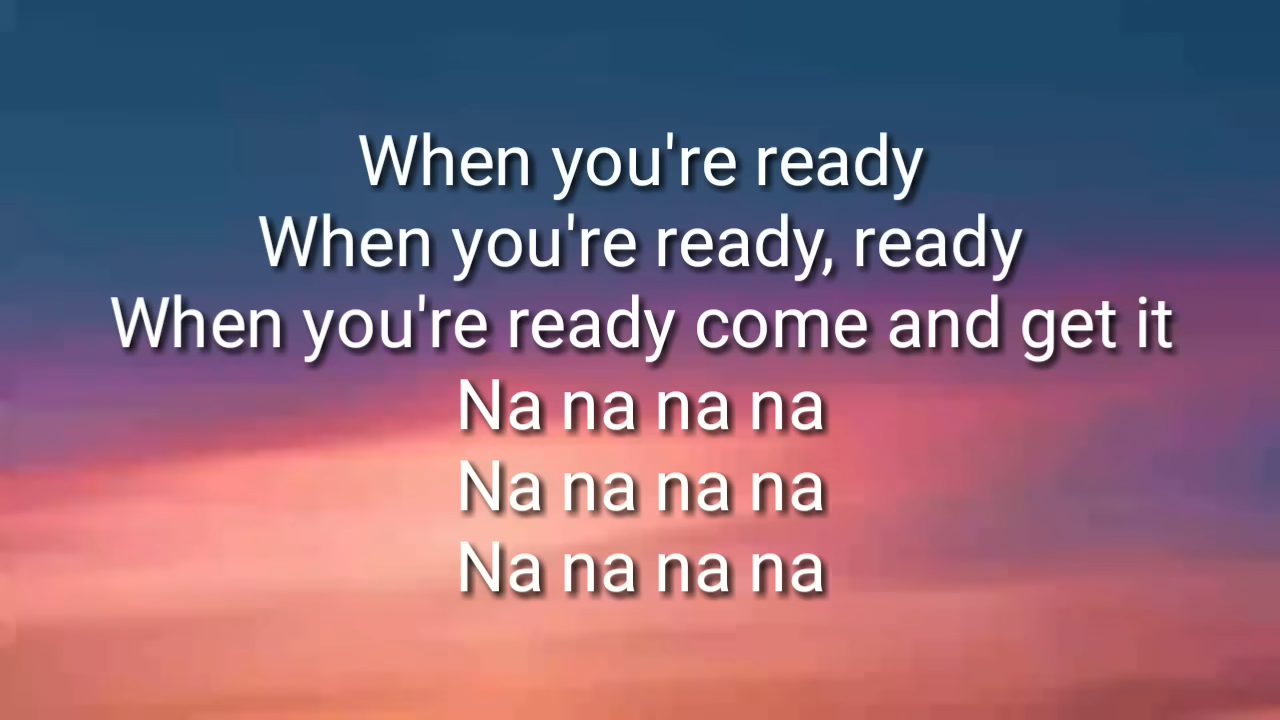 When you're ready
When you're ready, ready
When you're ready come and get it
Na na na na
Na na na na
Na na na na